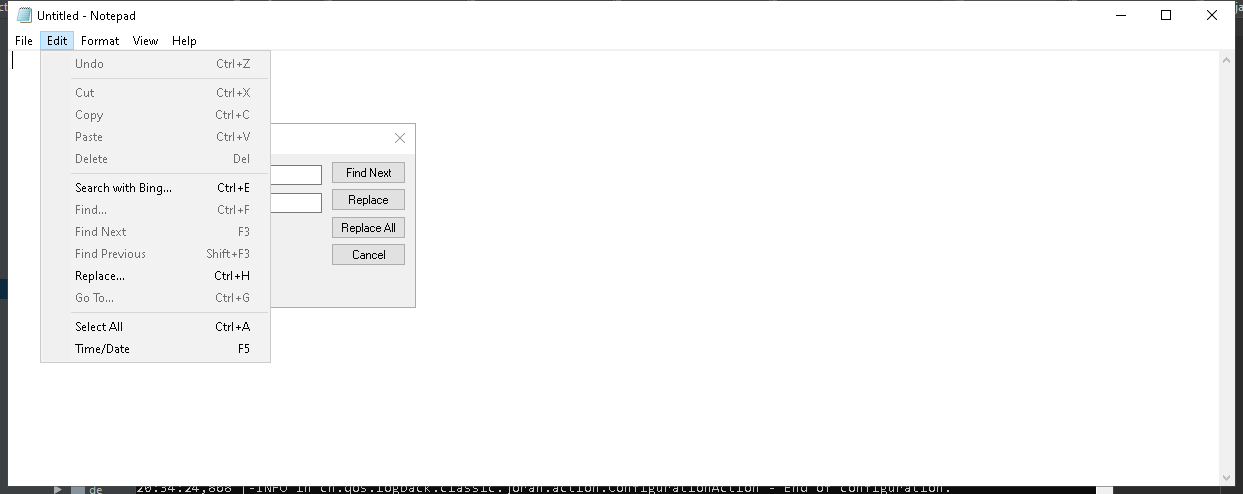 Untitled - Notepad
File Edit Format View Help
Undo Ctrl+Z
Cut Ctrl+X
Copy Ctrl+C
Paste Ctrl+V
Delete Del
Search with Bing... Ctrl+E
Find... Ctrl+F
Find Next F3
Find Previous Shift+F3
Replace... Ctrl+H
Go To... Ctrl+G
Select All Ctrl+A
Time/Date F5
Find Next
Replace
Replace All
Cancel
de 20:34:24,868 |-INFO in ch.qos.logback.classic.joran.action.ConfigurationAction - End of configuration.